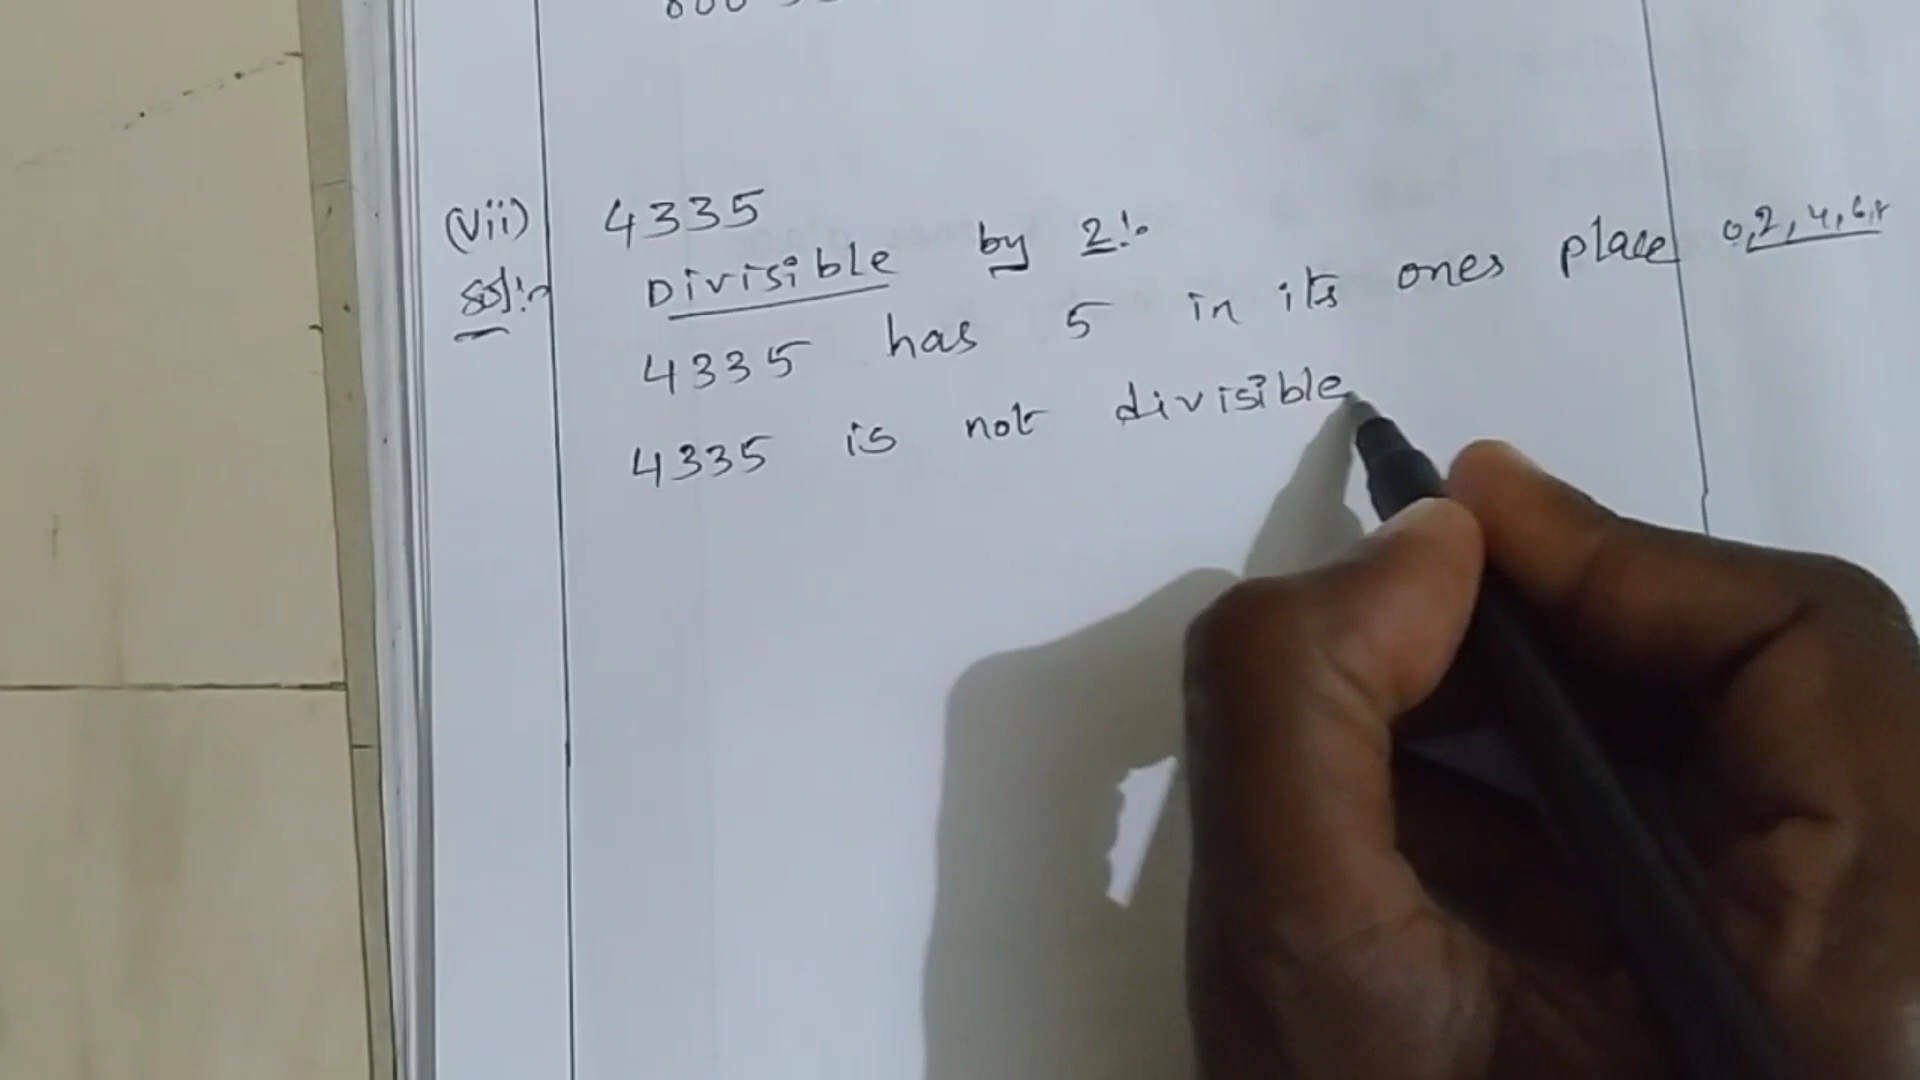 (vii) 4335
Sol:- Divisible by 2:-
4335 has 5 in its ones place 0,2,4,6,8
4335 is not divisible